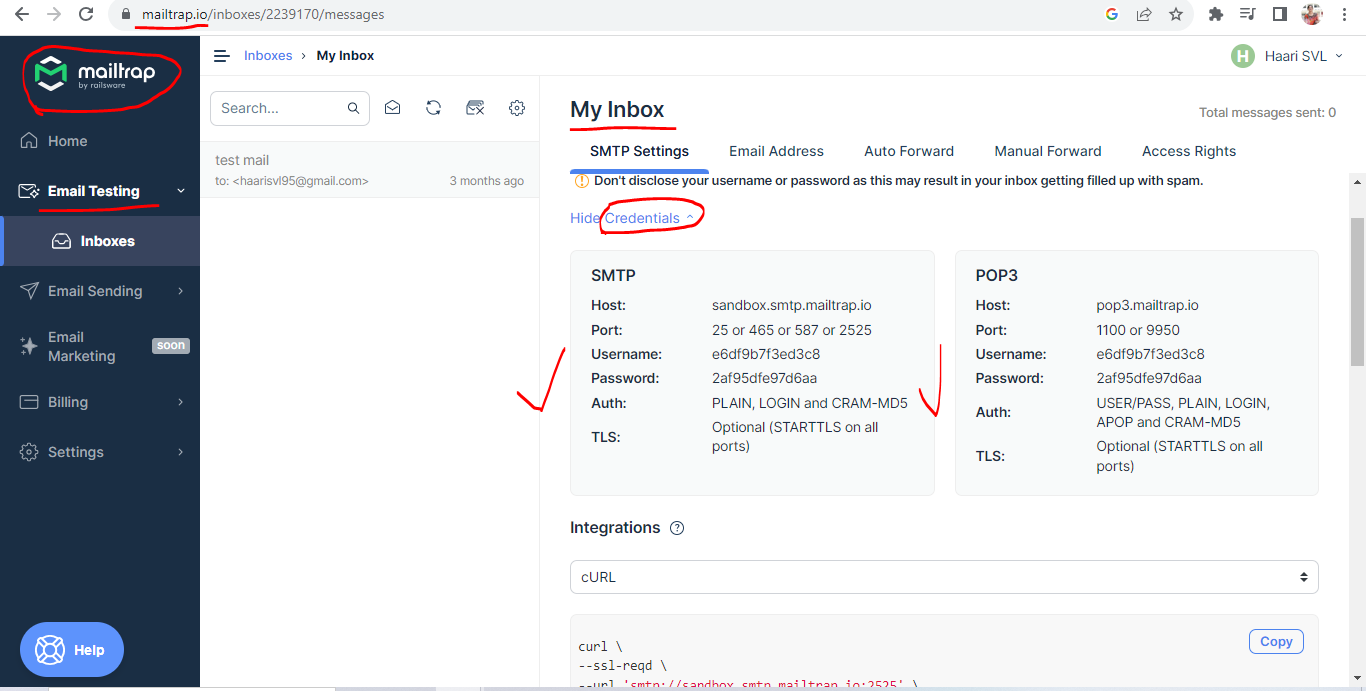 mailtrap.io/inboxes/2239170/messages
mailtrap
by railsware
Home
Email Testing
Inboxes
Email Sending
Email
Marketing
soon
Billing
Settings
Help
Inboxes › My Inbox
H Haari SVL
Search...
test mail
to: <haarisvl95@gmail.com> 3 months ago
My Inbox
Total messages sent: 0
SMTP Settings Email Address Auto Forward Manual Forward Access Rights
Don't disclose your username or password as this may result in your inbox getting filled up with spam.
Hide Credentials
SMTP
Host: sandbox.smtp.mailtrap.io
Port: 25 or 465 or 587 or 2525
Username: e6df9b7f3ed3c8
Password: 2af95dfe97d6aa
Auth: PLAIN, LOGIN and CRAM-MD5
TLS: Optional (STARTTLS on all
ports)
POP3
Host: pop3.mailtrap.io
Port: 1100 or 9950
Username: e6df9b7f3ed3c8
Password: 2af95dfe97d6aa
Auth: USER/PASS, PLAIN, LOGIN,
APOP and CRAM-MD5
TLS: Optional (STARTTLS on all
ports)
Integrations ?
cURL
Copy
curl \
--ssl-reqd \
--url 'smtp://sandbox.smtp.mailtrap.io:2525' \